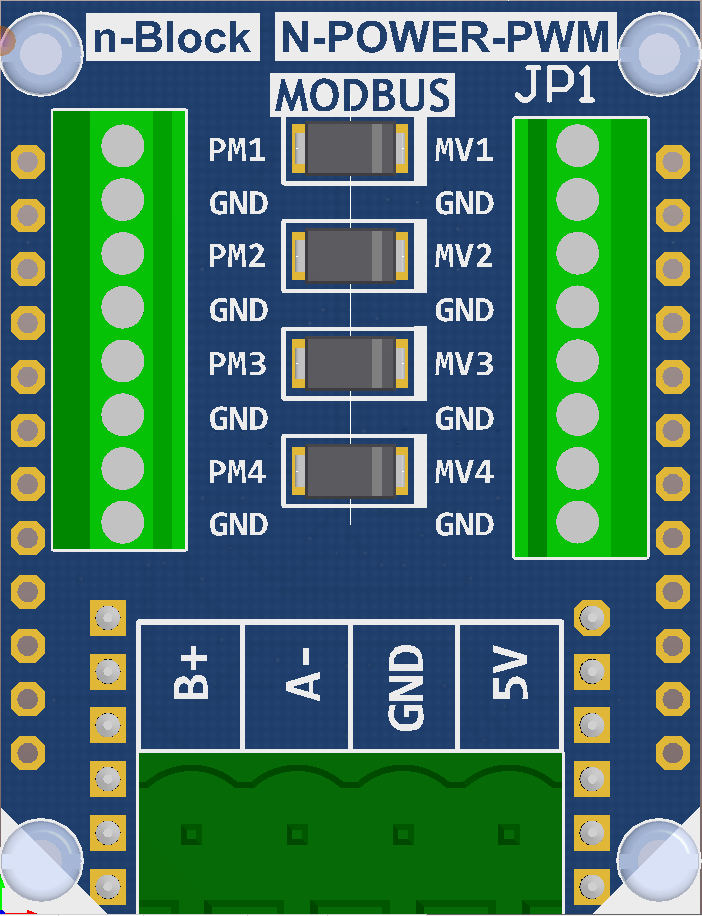 n-Block N-POWER-PWM
MODBUS JP1
PM1 MV1
GND GND
PM2 MV2
GND GND
PM3 MV3
GND GND
PM4 MV4
GND GND
B+ A- GND 5V